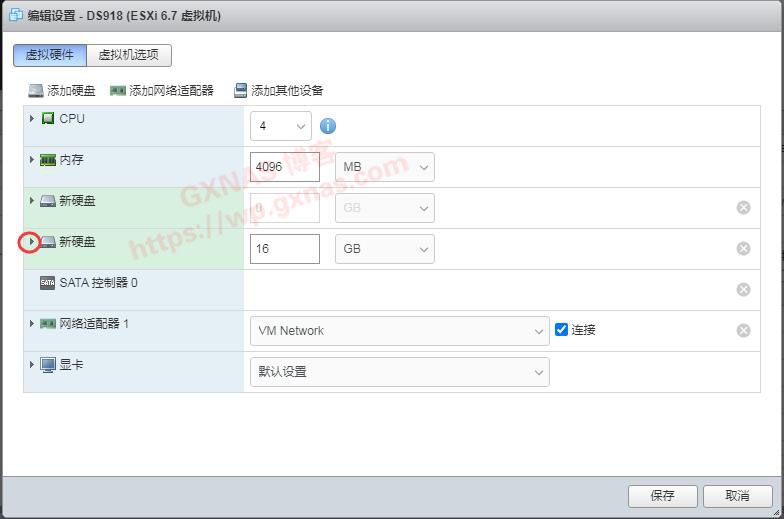 编辑设置 - DS918 (ESXi 6.7 虚拟机)
虚拟硬件 虚拟机选项
添加硬盘 添加网络适配器 添加其他设备
CPU 4
内存 4096 MB
新硬盘 0 GB
新硬盘 16 GB
SATA SATA 控制器 0
网络适配器 1 VM Network 连接
显卡 默认设置
GXNAS 博客
https://wp.gxnas.com
保存 取消